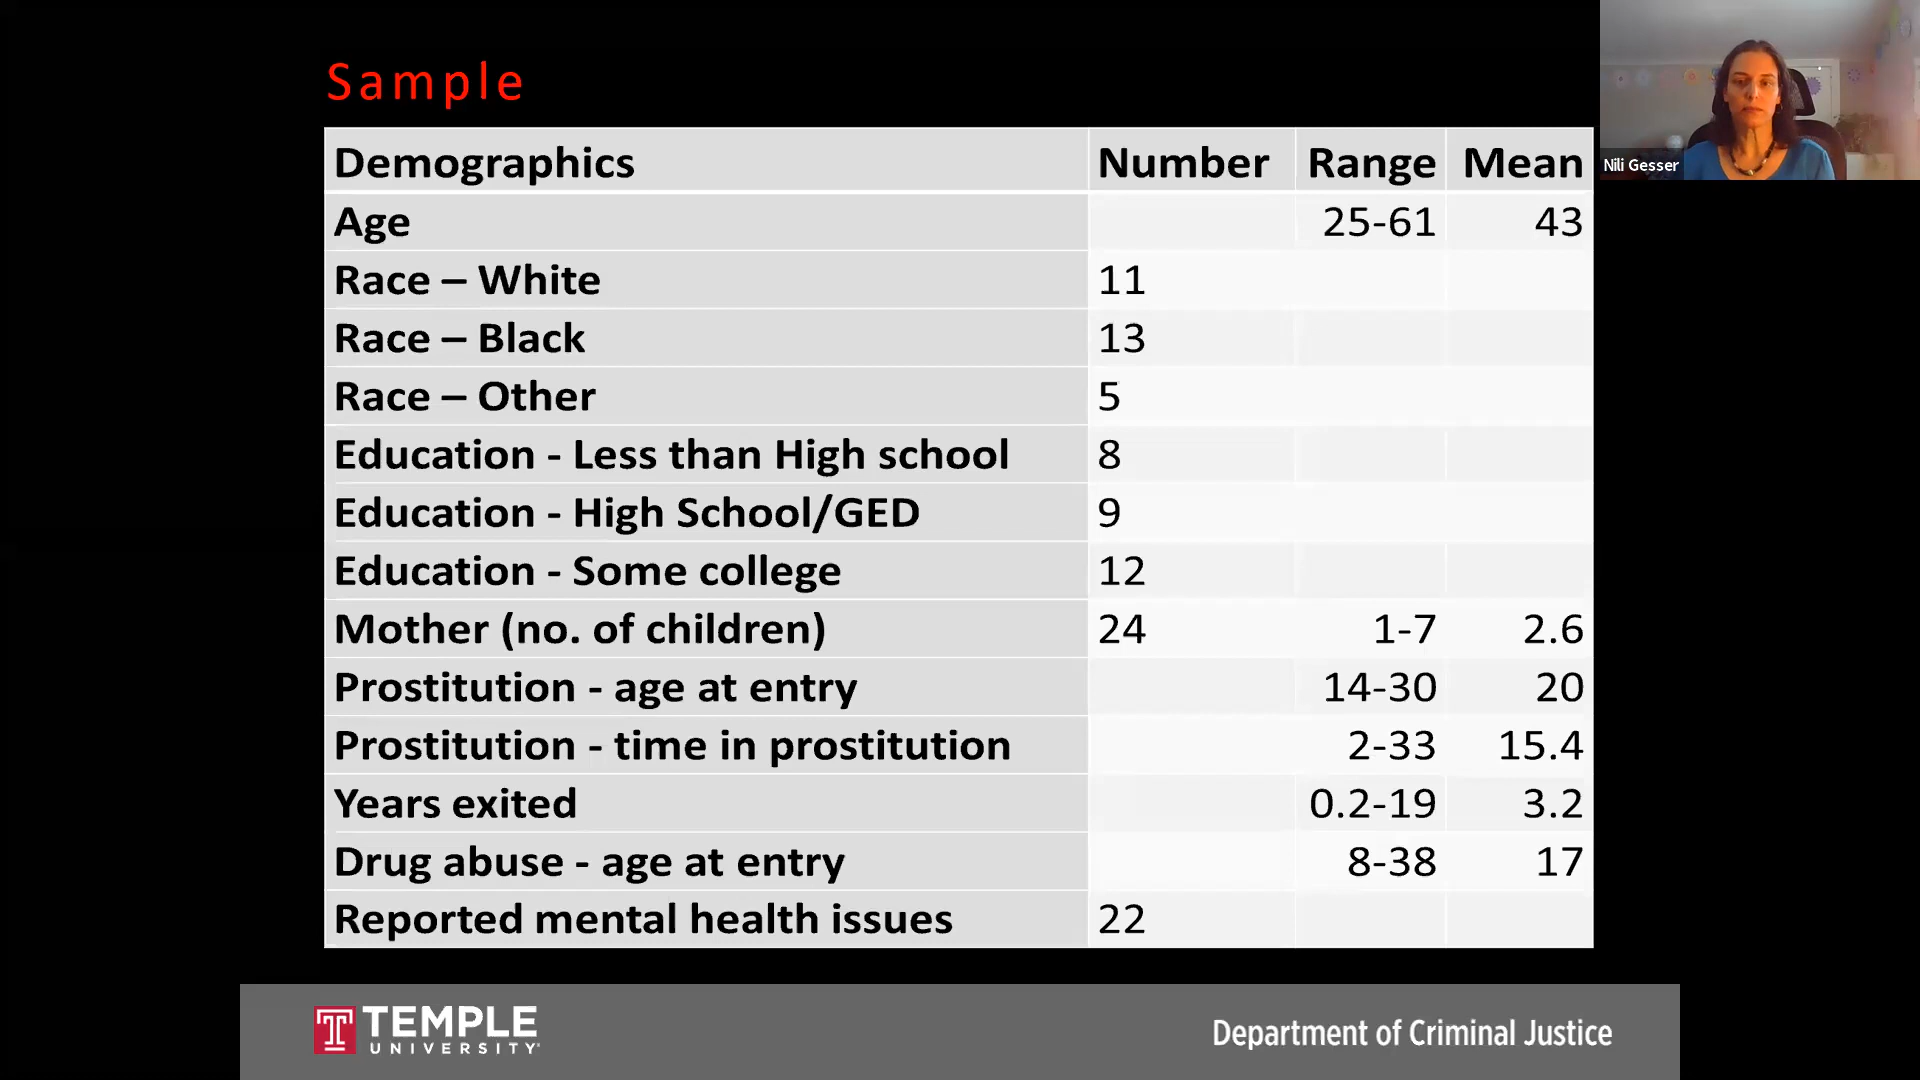 Sample
Demographics Number Range Mean
Age 25-61 43
Race – White 11
Race – Black 13
Race – Other 5
Education - Less than High school 8
Education - High School/GED 9
Education - Some college 12
Mother (no. of children) 24 1-7 2.6
Prostitution - age at entry 14-30 20
Prostitution - time in prostitution 2-33 15.4
Years exited 0.2-19 3.2
Drug abuse - age at entry 8-38 17
Reported mental health issues 22
Nili Gesser
TEMPLE
UNIVERSITY
Department of Criminal Justice